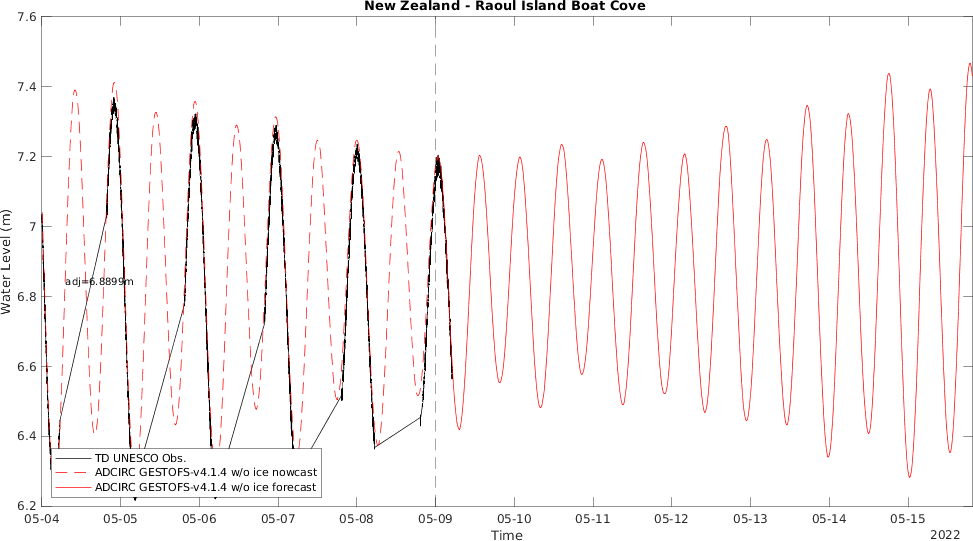 New Zealand - Raoul Island Boat Cove
7.6
7.4
7.2
7
6.8
6.6
6.4
6.2
Water Level (m)
adj=6.8899m
TD UNESCO Obs.
ADCIRC GESTOFS-v4.1.4 w/o ice nowcast
ADCIRC GESTOFS-v4.1.4 w/o ice forecast
05-04 05-05 05-06 05-07 05-08 05-09 05-10 05-11 05-12 05-13 05-14 05-15
Time
2022